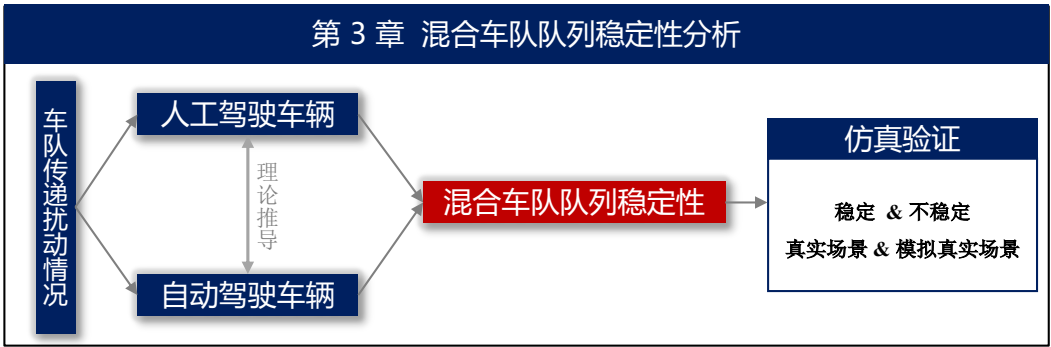 第 3 章 混合车队队列稳定性分析
车队传递扰动情况
人工驾驶车辆
理论推导
自动驾驶车辆
混合车队队列稳定性
仿真验证
稳定 & 不稳定
真实场景 & 模拟真实场景